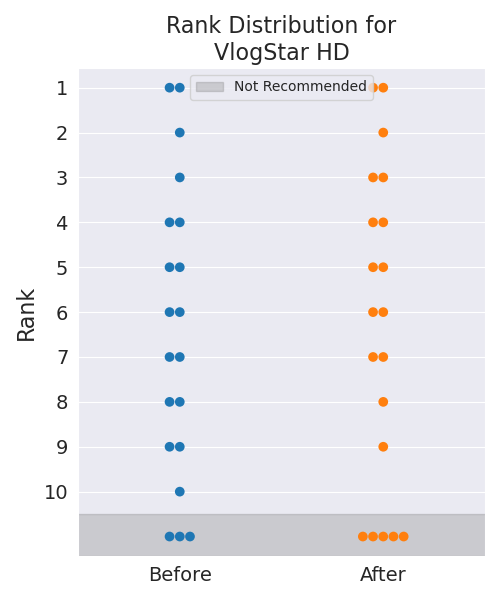 Rank Distribution for
VlogStar HD
Not Recommended
1
2
3
4
5
6
7
8
9
10
Rank
Before
After